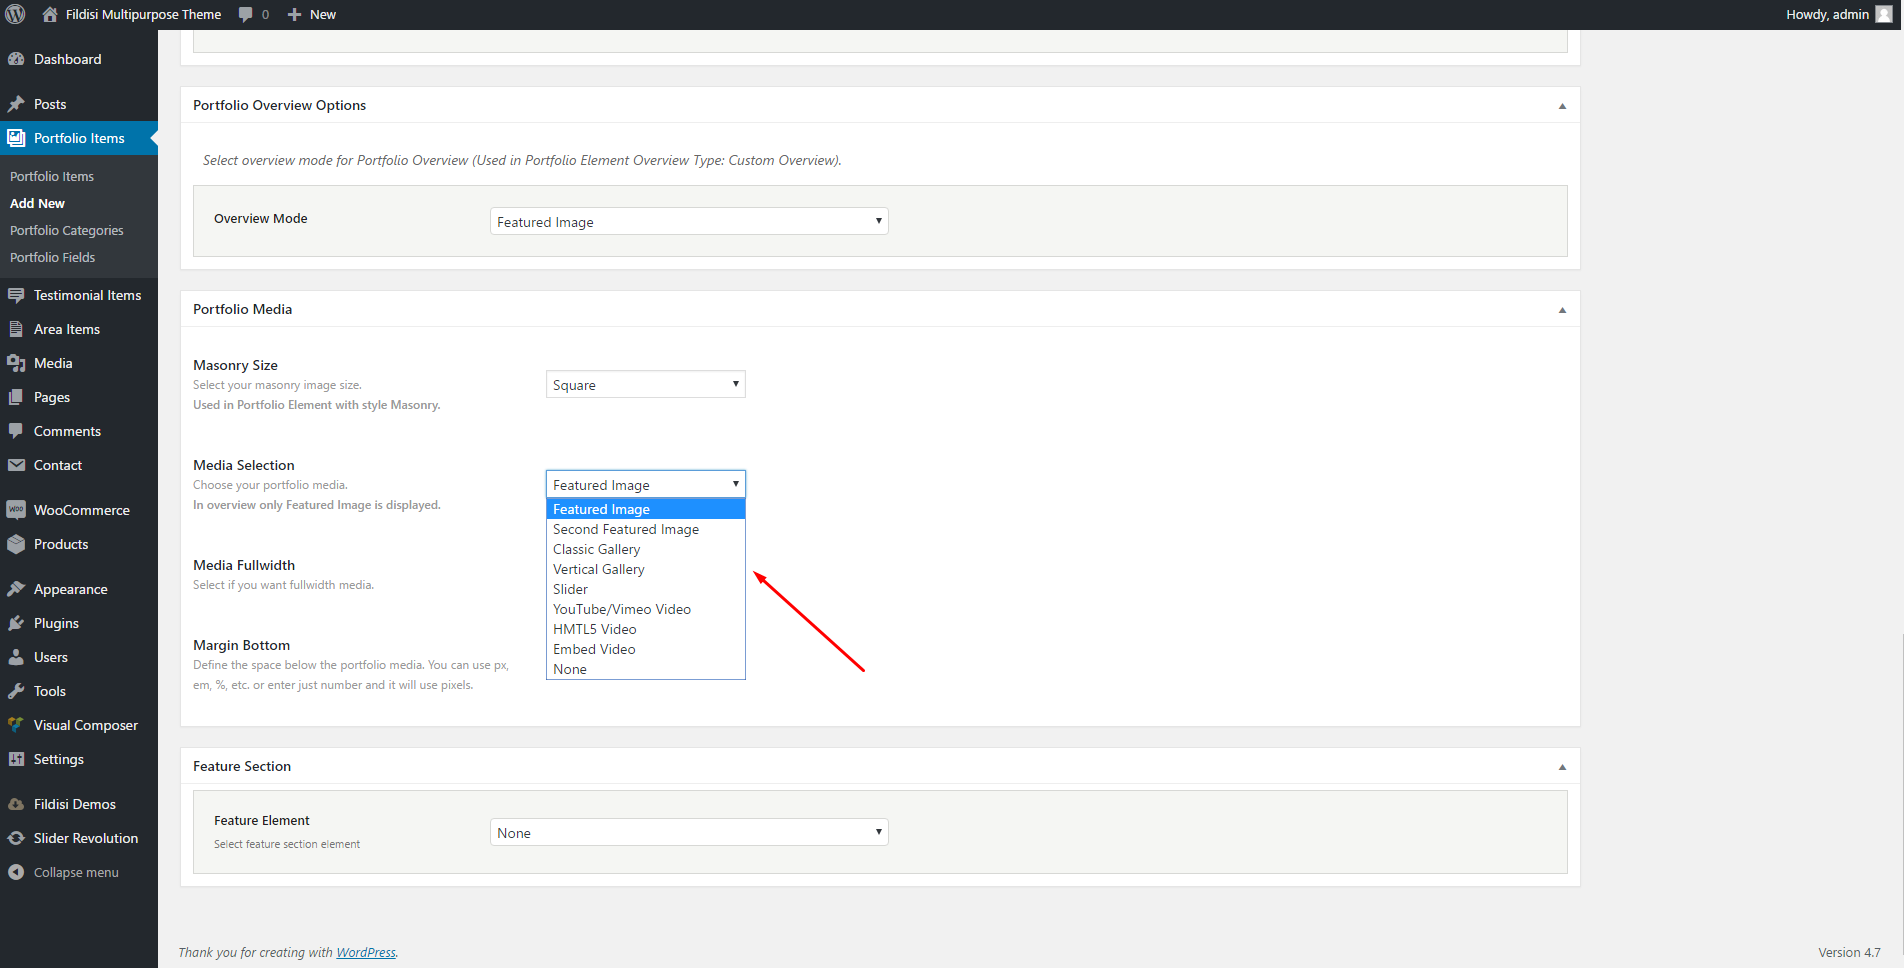 Fildisi Multipurpose Theme 0 New Howdy, admin
Dashboard
Posts
Portfolio Items
Portfolio Items
Add New
Portfolio Categories
Portfolio Fields
Testimonial Items
Area Items
Media
Pages
Comments
Contact
WooCommerce
Products
Appearance
Plugins
Users
Tools
Visual Composer
Settings
Fildisi Demos
Slider Revolution
Collapse menu
Portfolio Overview Options
Select overview mode for Portfolio Overview (Used in Portfolio Element Overview Type: Custom Overview).
Overview Mode Featured Image
Portfolio Media
Masonry Size
Select your masonry image size.
Used in Portfolio Element with style Masonry.
Square
Media Selection
Choose your portfolio media.
In overview only Featured Image is displayed.
Featured Image
Featured Image
Second Featured Image
Classic Gallery
Vertical Gallery
Slider
YouTube/Vimeo Video
HMTL5 Video
Embed Video
None
Media Fullwidth
Select if you want fullwidth media.
Margin Bottom
Define the space below the portfolio media. You can use px,
em, %, etc. or enter just number and it will use pixels.
Feature Section
Feature Element
Select feature section element
None
Thank you for creating with WordPress.
Version 4.7